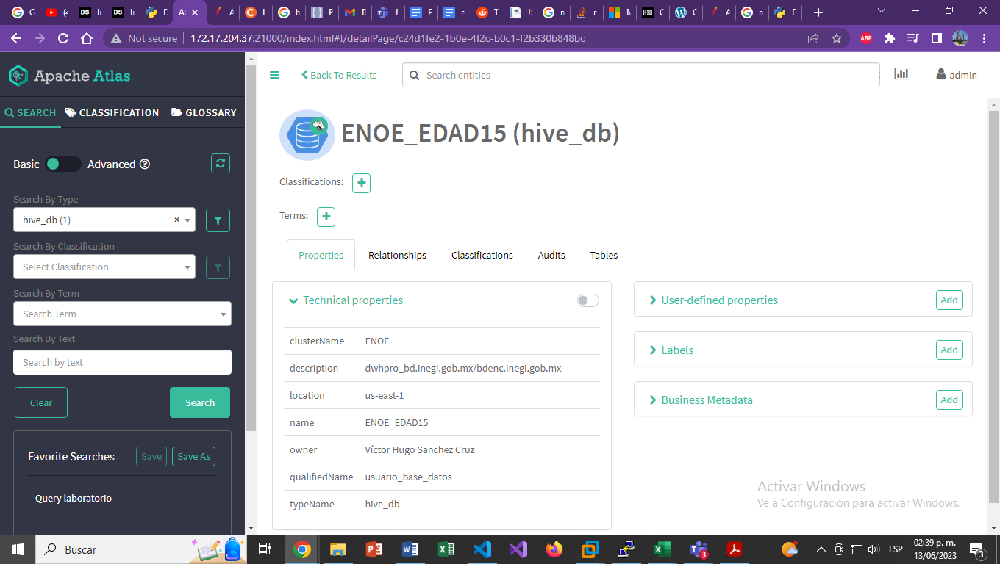 Not secure
172.17.204.37:21000/index.html#!/detailPage/c24d1fe2-1b0e-4f2c-b0c1-f2b330b848bc
ABP
Apache Atlas
Back To Results
Search entities
admin
SEARCH
CLASSIFICATION
GLOSSARY
ENOE_EDAD15 (hive_db)
Basic
Advanced
Classifications:
Search By Type
hive_db (1)
Terms:
Search By Classification
Select Classification
Properties
Relationships
Classifications
Audits
Tables
Search By Term
Search Term
Search By Text
Search by text
Clear
Search
Favorite Searches
Save
Save As
Query laboratorio
Technical properties
clusterName ENOE
description dwhpro_bd.inegi.gob.mx/bdenc.inegi.gob.mx
location us-east-1
name ENOE_EDAD15
owner Víctor Hugo Sanchez Cruz
qualifiedName usuario_base_datos
typeName hive_db
User-defined properties
Add
Labels
Add
Business Metadata
Add
Activar Windows
Ve a Configuración para activar Windows.
Buscar
3
ESP
02:39 p. m.
13/06/2023
3